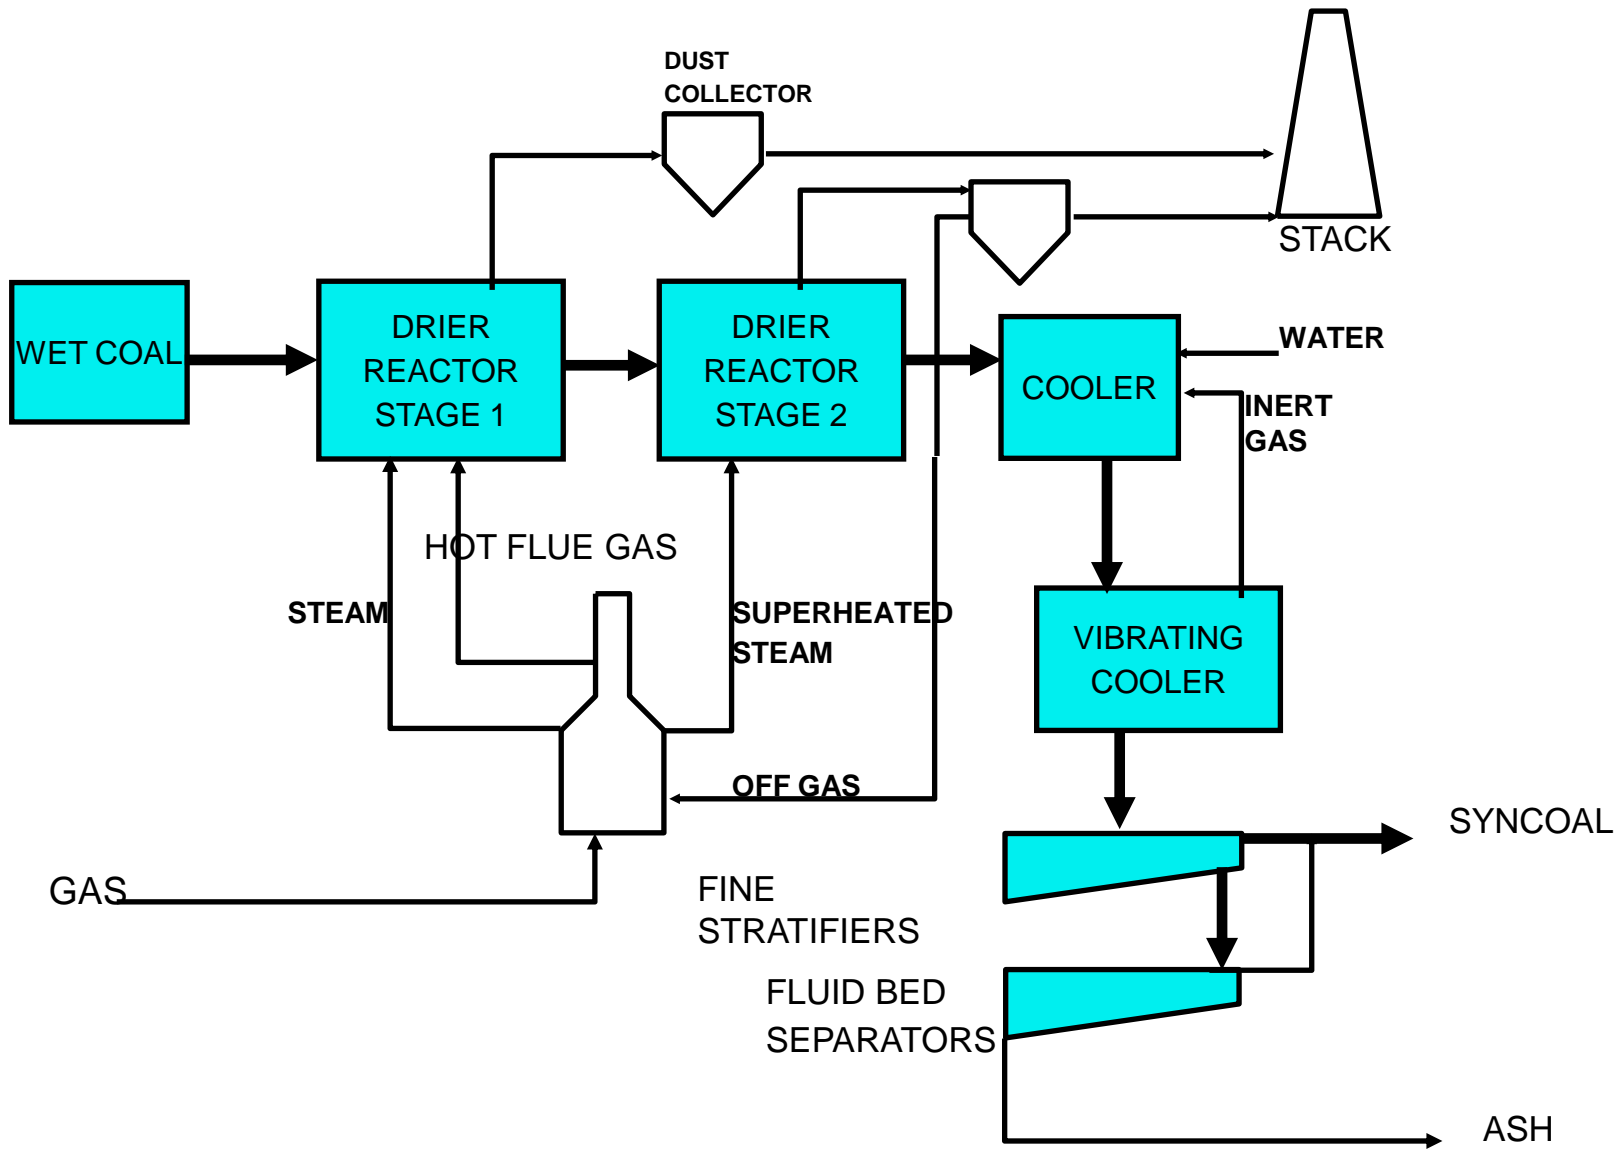 DUST
COLLECTOR
STACK
WET COAL
DRIER
REACTOR
STAGE 1
DRIER
REACTOR
STAGE 2
COOLER
WATER
INERT
GAS
HOT FLUE GAS
STEAM
SUPERHEATED
STEAM
VIBRATING
COOLER
OFF GAS
SYNCOAL
GAS
FINE
STRATIFIERS
FLUID BED
SEPARATORS
ASH